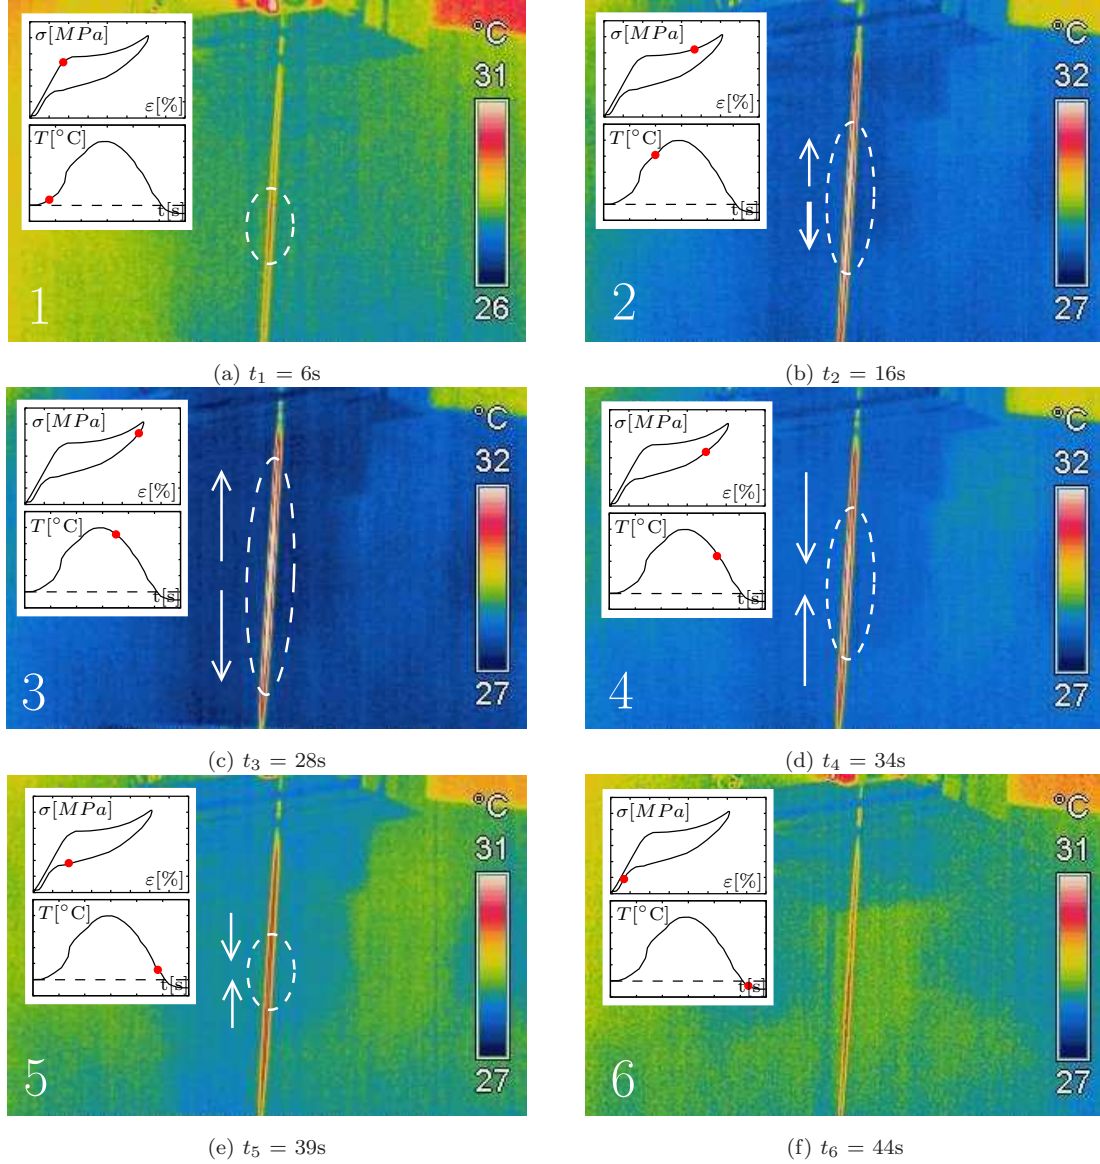 σ[MPa]
°C
31
ε[%]
T[°C]
t[s]
1
26
(a) t₁ = 6s
σ[MPa]
°C
32
ε[%]
T[°C]
t[s]
2
27
(b) t₂ = 16s
σ[MPa]
°C
32
ε[%]
T[°C]
t[s]
3
27
(c) t₃ = 28s
σ[MPa]
°C
32
ε[%]
T[°C]
t[s]
4
27
(d) t₄ = 34s
σ[MPa]
°C
31
ε[%]
T[°C]
t[s]
5
27
(e) t₅ = 39s
σ[MPa]
°C
31
ε[%]
T[°C]
t[s]
6
27
(f) t₆ = 44s